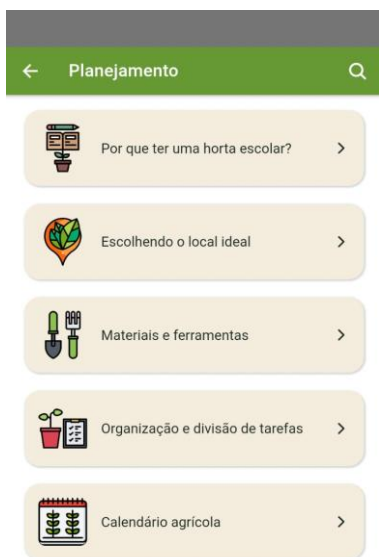 Planejamento
Por que ter uma horta escolar?
Escolhendo o local ideal
Materiais e ferramentas
Organização e divisão de tarefas
Calendário agrícola